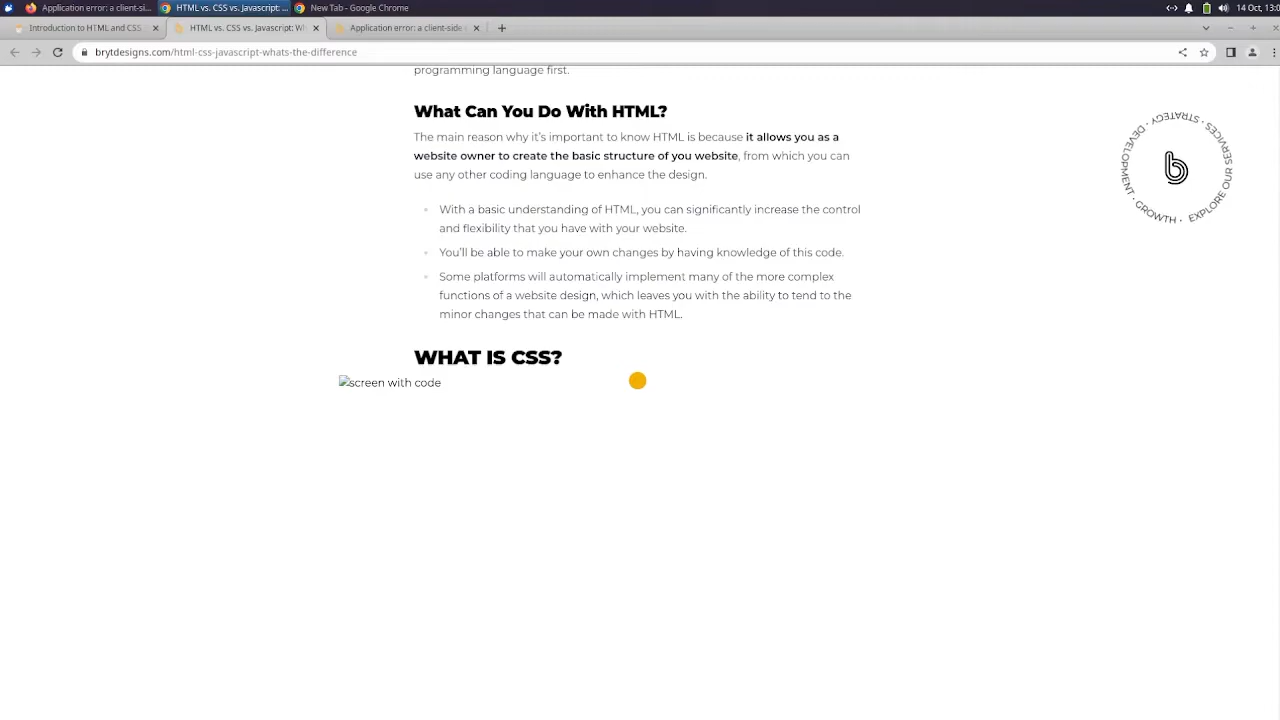 Application error: a client-si...
HTML vs. CSS vs. Javascript: ...
New Tab - Google Chrome
14 Oct, 13:0
Introduction to HTML and CSS
HTML vs. CSS vs. Javascript: W
Application error: a client-side
brytdesigns.com/html-css-javascript-whats-the-difference
programming language first.
What Can You Do With HTML?
The main reason why it's important to know HTML is because it allows you as a
website owner to create the basic structure of you website, from which you can
use any other coding language to enhance the design.
With a basic understanding of HTML, you can significantly increase the control
and flexibility that you have with your website.
You'll be able to make your own changes by having knowledge of this code.
Some platforms will automatically implement many of the more complex
functions of a website design, which leaves you with the ability to tend to the
minor changes that can be made with HTML.
WHAT IS CSS?
screen with code
EXPLORE OUR SERVICES • STRATEGY • DEVELOPMENT • GROWTH •
b